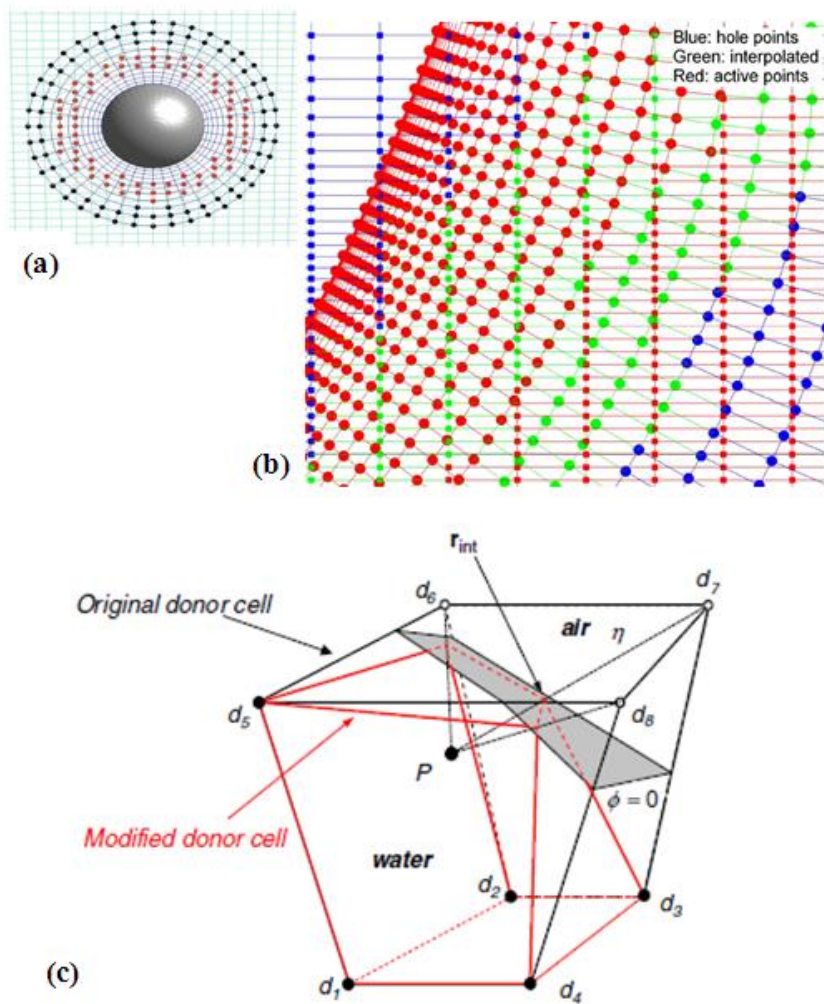 (a)
Blue: hole points
Green: interpolated
Red: active points
(b)
r_int
d_6
d_7
Original donor cell
air η
d_5
d_8
P
ϕ = 0
Modified donor cell
water
d_2
d_3
(c)
d_1
d_4